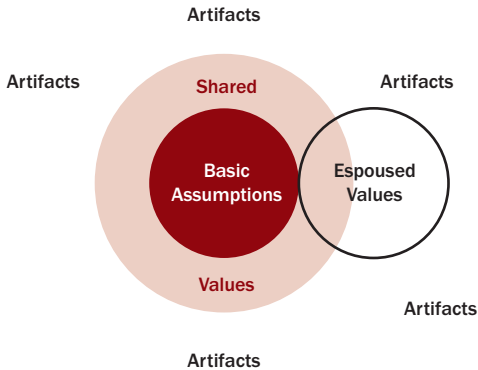 Artifacts
Artifacts
Artifacts
Shared
Basic
Assumptions
Espoused
Values
Values
Artifacts
Artifacts